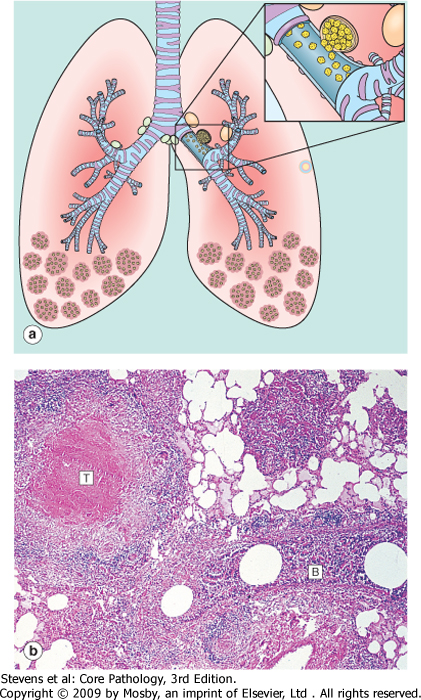 a
T
B
b
Stevens et al: Core Pathology, 3rd Edition.
Copyright © 2009 by Mosby, an imprint of Elsevier, Ltd . All rights reserved.